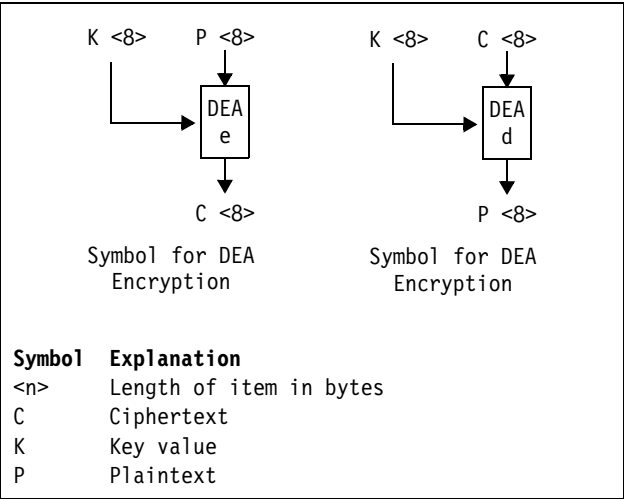 K <8> P <8> K <8> C <8>
DEA DEA
e d
C <8> P <8>
Symbol for DEA Symbol for DEA
Encryption Encryption
Symbol Explanation
<n> Length of item in bytes
C Ciphertext
K Key value
P Plaintext